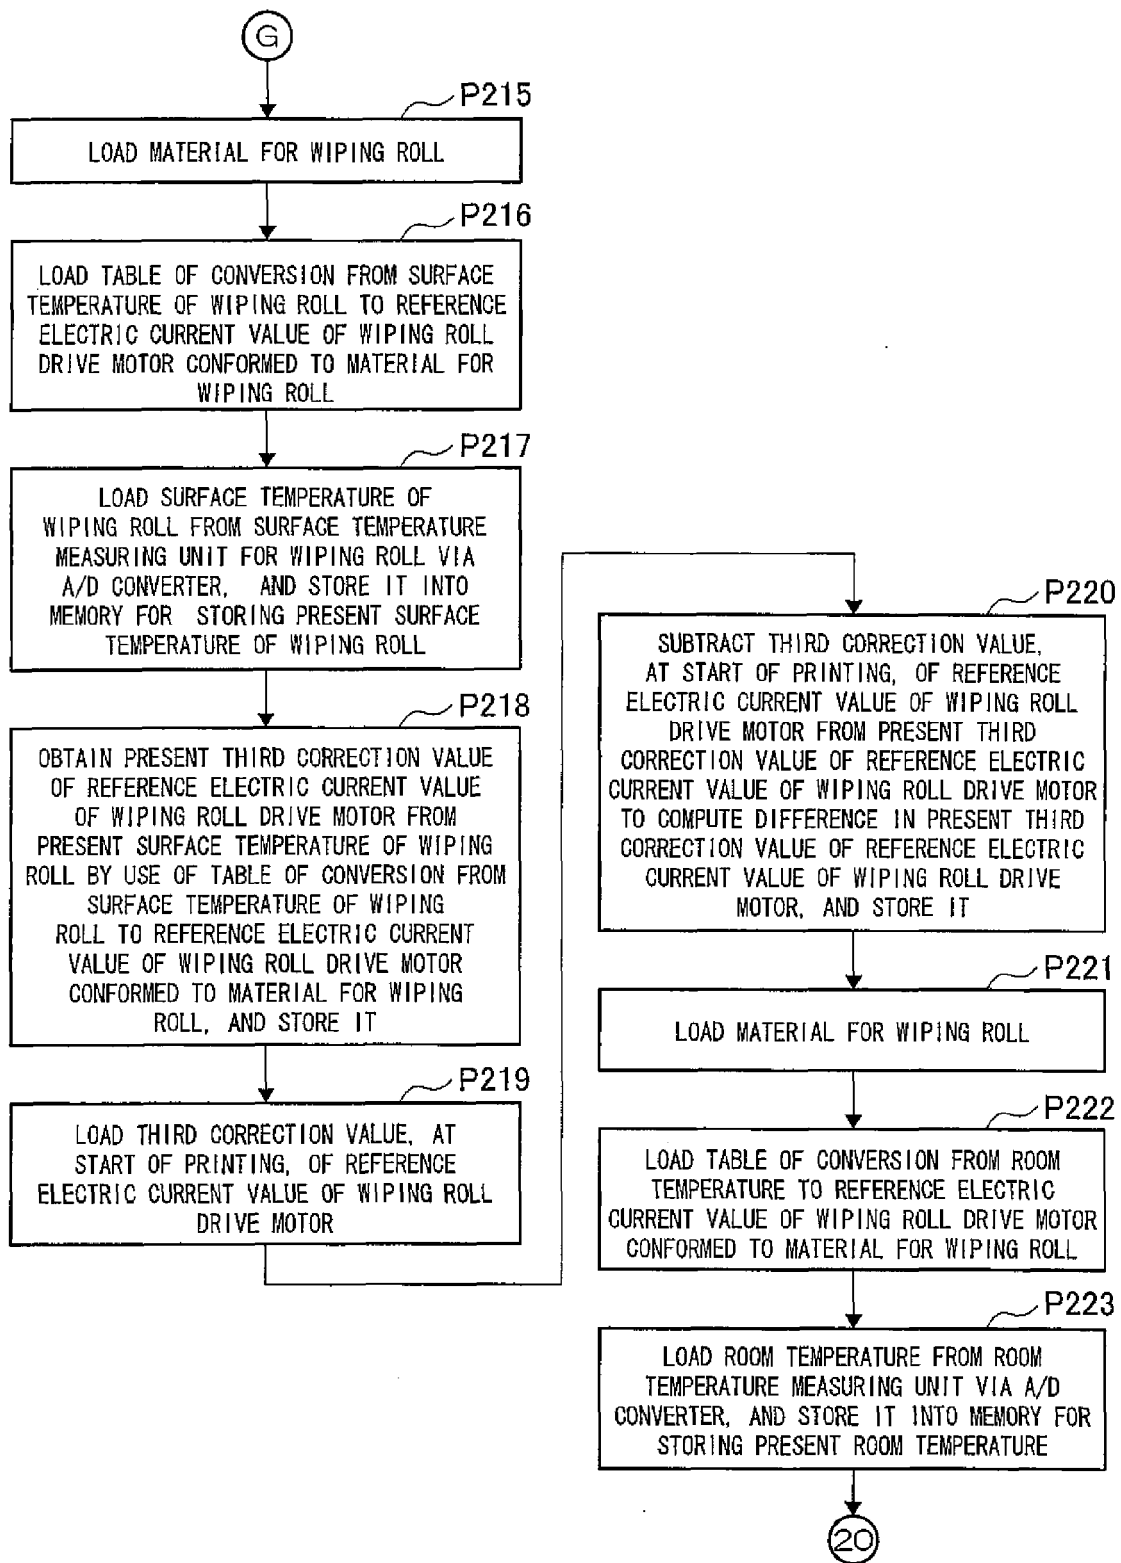 G
P215
LOAD MATERIAL FOR WIPING ROLL
P216
LOAD TABLE OF CONVERSION FROM SURFACE
TEMPERATURE OF WIPING ROLL TO REFERENCE
ELECTRIC CURRENT VALUE OF WIPING ROLL
DRIVE MOTOR CONFORMED TO MATERIAL FOR
WIPING ROLL
P217
LOAD SURFACE TEMPERATURE OF
WIPING ROLL FROM SURFACE TEMPERATURE
MEASURING UNIT FOR WIPING ROLL VIA
A/D CONVERTER, AND STORE IT INTO
MEMORY FOR STORING PRESENT SURFACE
TEMPERATURE OF WIPING ROLL
P218
OBTAIN PRESENT THIRD CORRECTION VALUE
OF REFERENCE ELECTRIC CURRENT VALUE
OF WIPING ROLL DRIVE MOTOR FROM
PRESENT SURFACE TEMPERATURE OF WIPING
ROLL BY USE OF TABLE OF CONVERSION FROM
SURFACE TEMPERATURE OF WIPING
ROLL TO REFERENCE ELECTRIC CURRENT
VALUE OF WIPING ROLL DRIVE MOTOR
CONFORMED TO MATERIAL FOR WIPING
ROLL, AND STORE IT
P219
LOAD THIRD CORRECTION VALUE, AT
START OF PRINTING, OF REFERENCE
ELECTRIC CURRENT VALUE OF WIPING ROLL
DRIVE MOTOR
P220
SUBTRACT THIRD CORRECTION VALUE,
AT START OF PRINTING, OF REFERENCE
ELECTRIC CURRENT VALUE OF WIPING ROLL
DRIVE MOTOR FROM PRESENT THIRD
CORRECTION VALUE OF REFERENCE ELECTRIC
CURRENT VALUE OF WIPING ROLL DRIVE MOTOR
TO COMPUTE DIFFERENCE IN PRESENT THIRD
CORRECTION VALUE OF REFERENCE ELECTRIC
CURRENT VALUE OF WIPING ROLL DRIVE
MOTOR, AND STORE IT
P221
LOAD MATERIAL FOR WIPING ROLL
P222
LOAD TABLE OF CONVERSION FROM ROOM
TEMPERATURE TO REFERENCE ELECTRIC
CURRENT VALUE OF WIPING ROLL DRIVE MOTOR
CONFORMED TO MATERIAL FOR WIPING ROLL
P223
LOAD ROOM TEMPERATURE FROM ROOM
TEMPERATURE MEASURING UNIT VIA A/D
CONVERTER, AND STORE IT INTO MEMORY FOR
STORING PRESENT ROOM TEMPERATURE
20